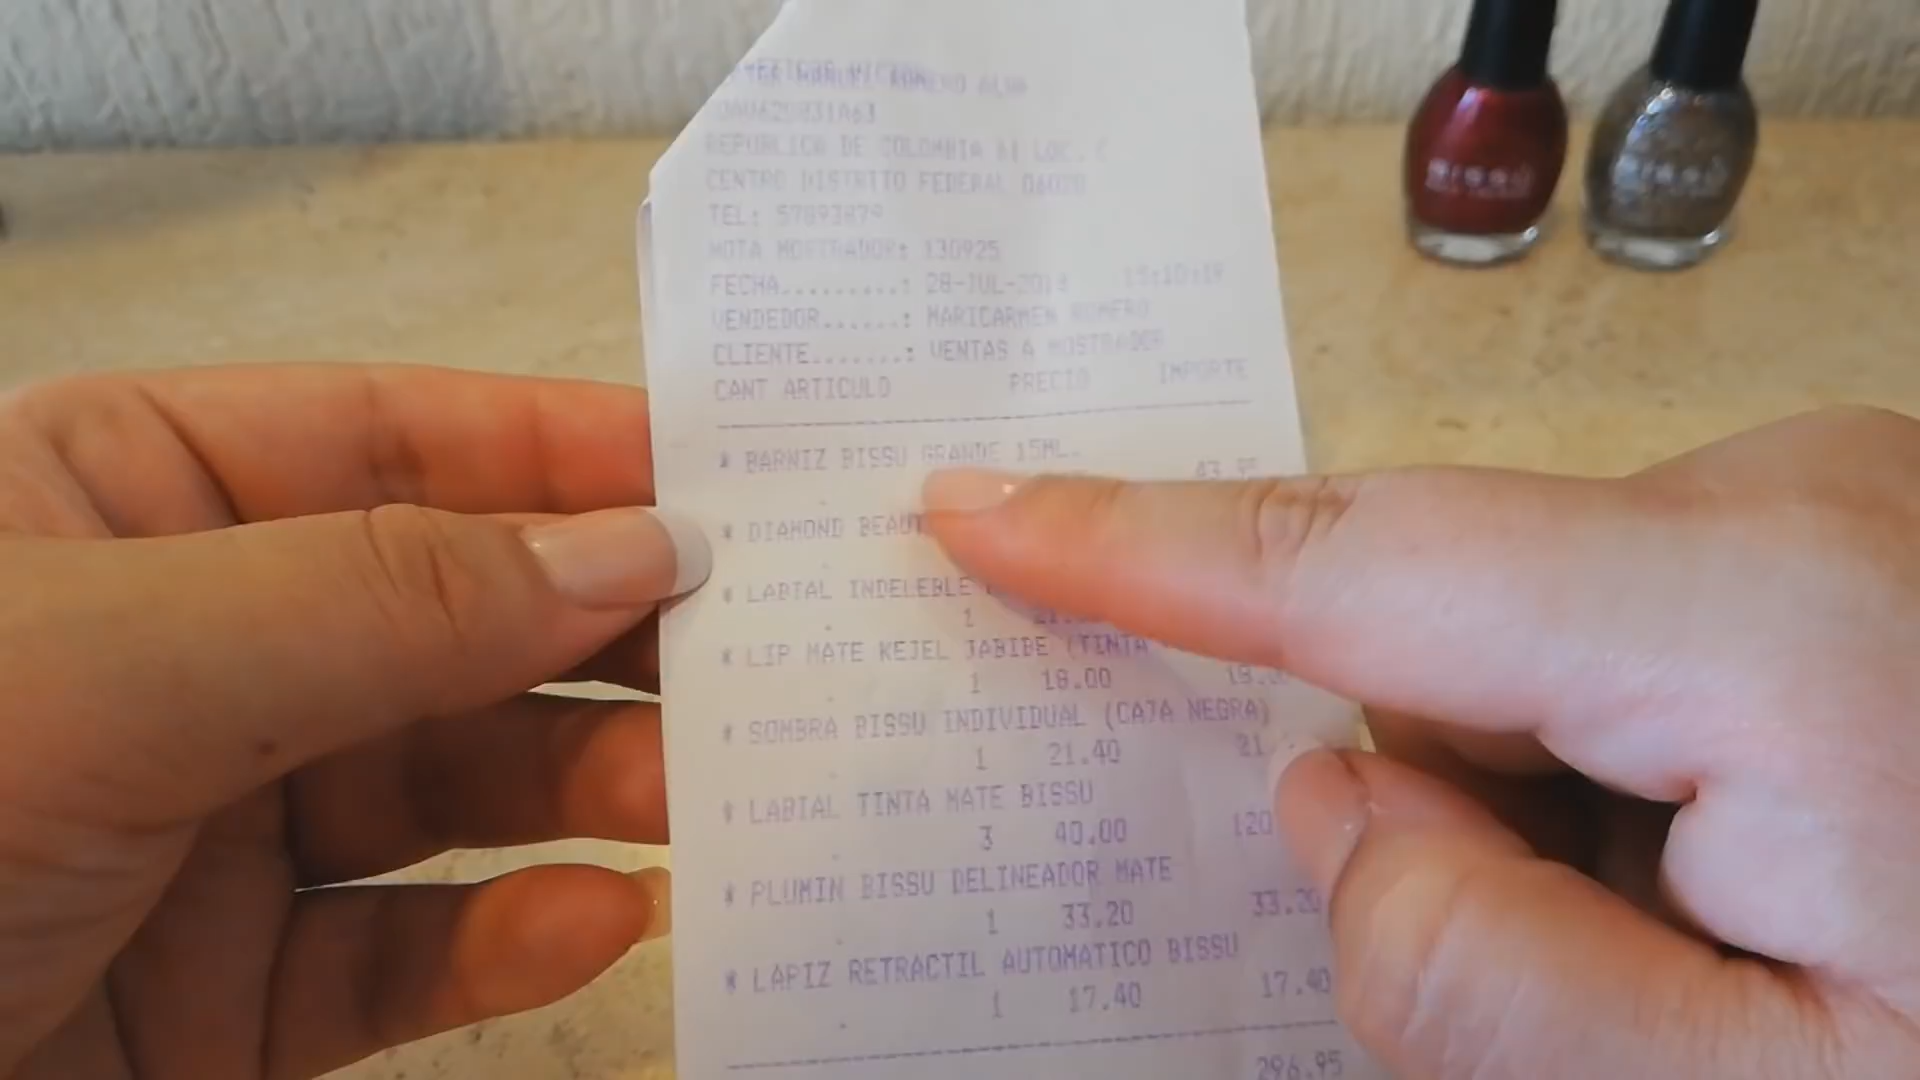 REPUBLICA DE COLOMBIA LOC.
CENTRO DISTRITO FEDERAL
TEL: 57893879
NOTA MOSTRADOR: 130925
FECHA.........: 28-JUL-
VENDEDOR......: MARICARMEN ROMERO
CLIENTE.......: VENTAS A MOSTRADOR
CANT ARTICULO PRECIO IMPORTE
* BARNIZ BISSU GRANDE 15ML.
43.95
* DIAMOND
* LABIAL INDELEBLE
1
* LIP MATE KEJEL JABIBE (TINTA
1 18.00
* SOMBRA BISSU INDIVIDUAL (CAJA NEGRA)
1 21.40 21
* LABIAL TINTA MATE BISSU
3 40.00 120
* PLUMIN BISSU DELINEADOR MATE
1 33.20 33.20
* LAPIZ RETRACTIL AUTOMATICO BISSU
1 17.40 17.40
296.95
BISSÚ
BISSÚ